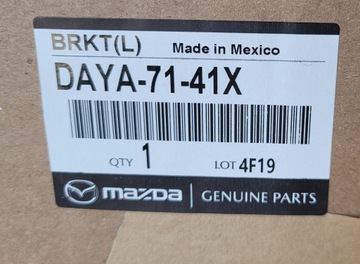 BRKT(L) Made in Mexico
DAYA-71-41X
QTY 1 LOT 4F19
mazda GENUINE PARTS